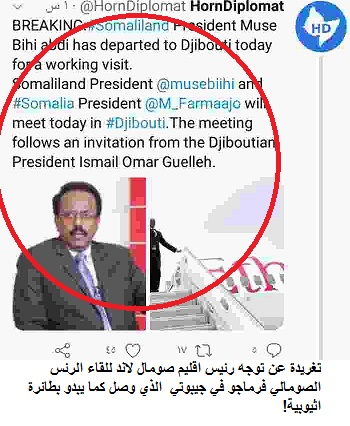 HornDiplomat @HornDiplomat · ١٠ س
HD
BREAKING:#Somaliland President Muse
Bihi abdi has departed to Djibouti today
for a working visit.
Somaliland President @musebiihi and
#Somalia President @M_Farmaajo will
meet today in #Djibouti.The meeting
follows an invitation from the Djiboutian
President Ismail Omar Guelleh.
٤٥ ١٧ ٥
تغريدة عن توجه رئيس اقليم صومال لاند للقاء الرئس
الصومالي فرماجو في جيبوتي الذي وصل كما يبدو بطائرة
اثيوبية!